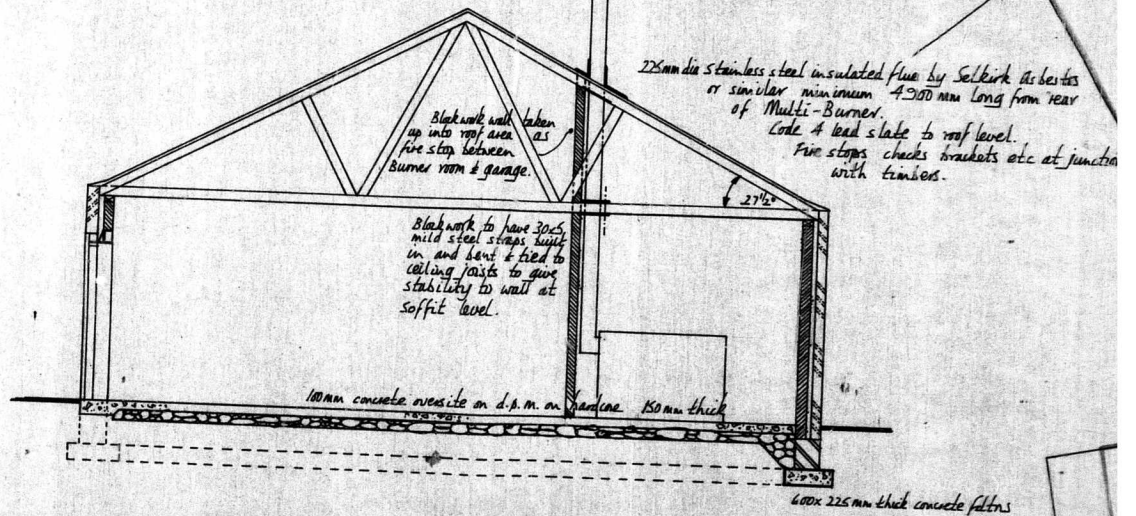 225mm dia stainless steel insulated flue by Selkirk Asbestos
or similar minimum 4900 mm long from rear
of Multi-Burner.
Code 4 lead slate to roof level.
Fire stops checks brackets etc at junction
with timbers.
Blockwork wall taken
up into roof area as
fire stop between
Burner room & garage.
27½°
Blockwork to have 30x5
mild steel straps built
in and bent & tied to
ceiling joists to give
stability to wall at
soffit level.
100mm concrete oversite on d.p.m. on hardcore 150mm thick
600x225mm thick concrete fdtns